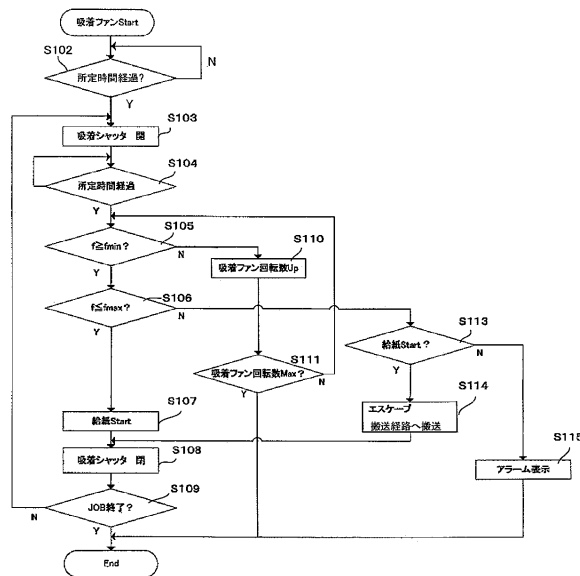 吸着ファンStart
S102
所定時間経過?
N
Y
S103
吸着シャッタ 開
S104
所定時間経過
Y
S105
f≧fmin?
N
Y
S110
吸着ファン回転数Up
S106
f≦fmax?
N
Y
S113
給紙Start?
N
Y
S111
吸着ファン回転数Max?
N
Y
S114
エスケープ
搬送経路へ搬送
S107
給紙Start
S108
吸着シャッタ 閉
S115
アラーム表示
S109
JOB終了?
N
Y
End